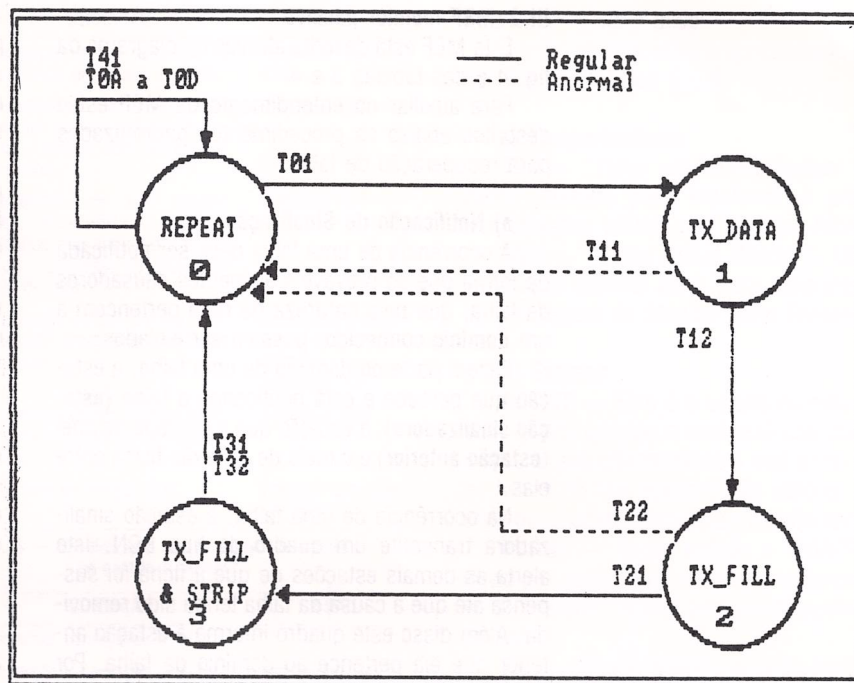 T41
T0A a T0D
Regular
Anormal
T01
REPEAT
0
TX_DATA
1
T11
T12
T31
T32
TX_FILL
& STRIP
3
T22
T21
TX_FILL
2